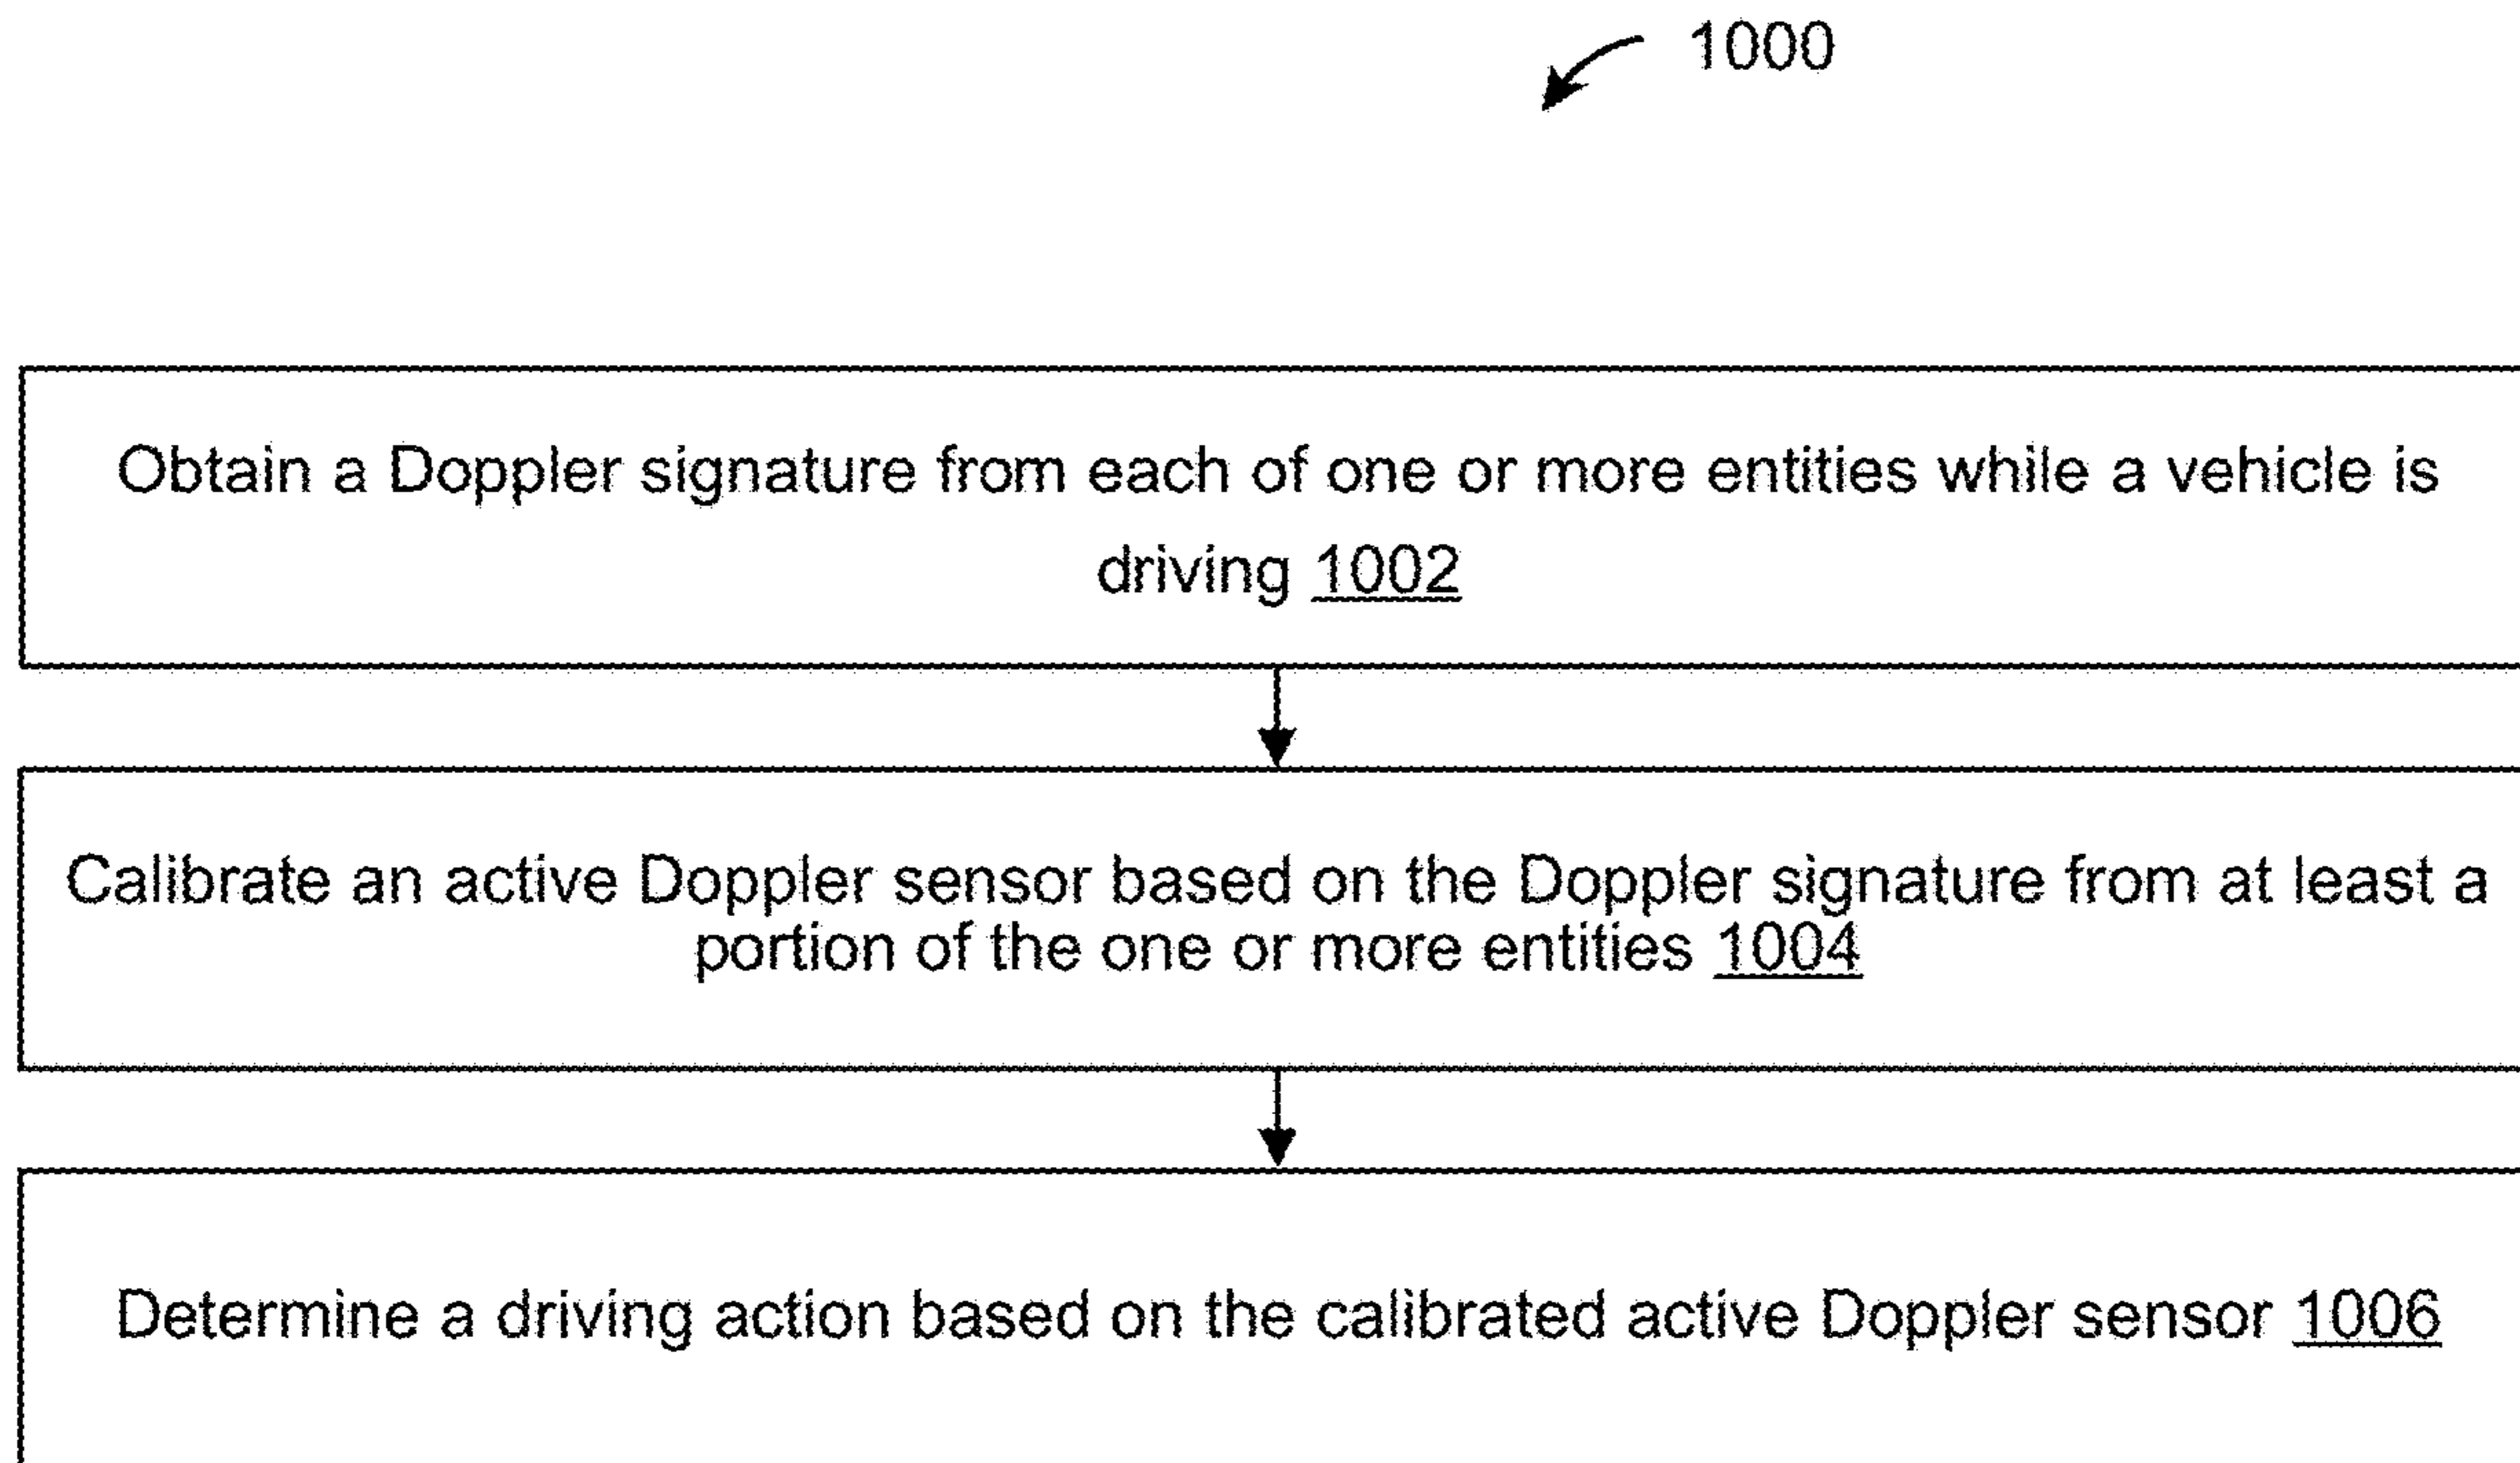 1000
Obtain a Doppler signature from each of one or more entities while a vehicle is
driving 1002
Calibrate an active Doppler sensor based on the Doppler signature from at least a
portion of the one or more entities 1004
Determine a driving action based on the calibrated active Doppler sensor 1006